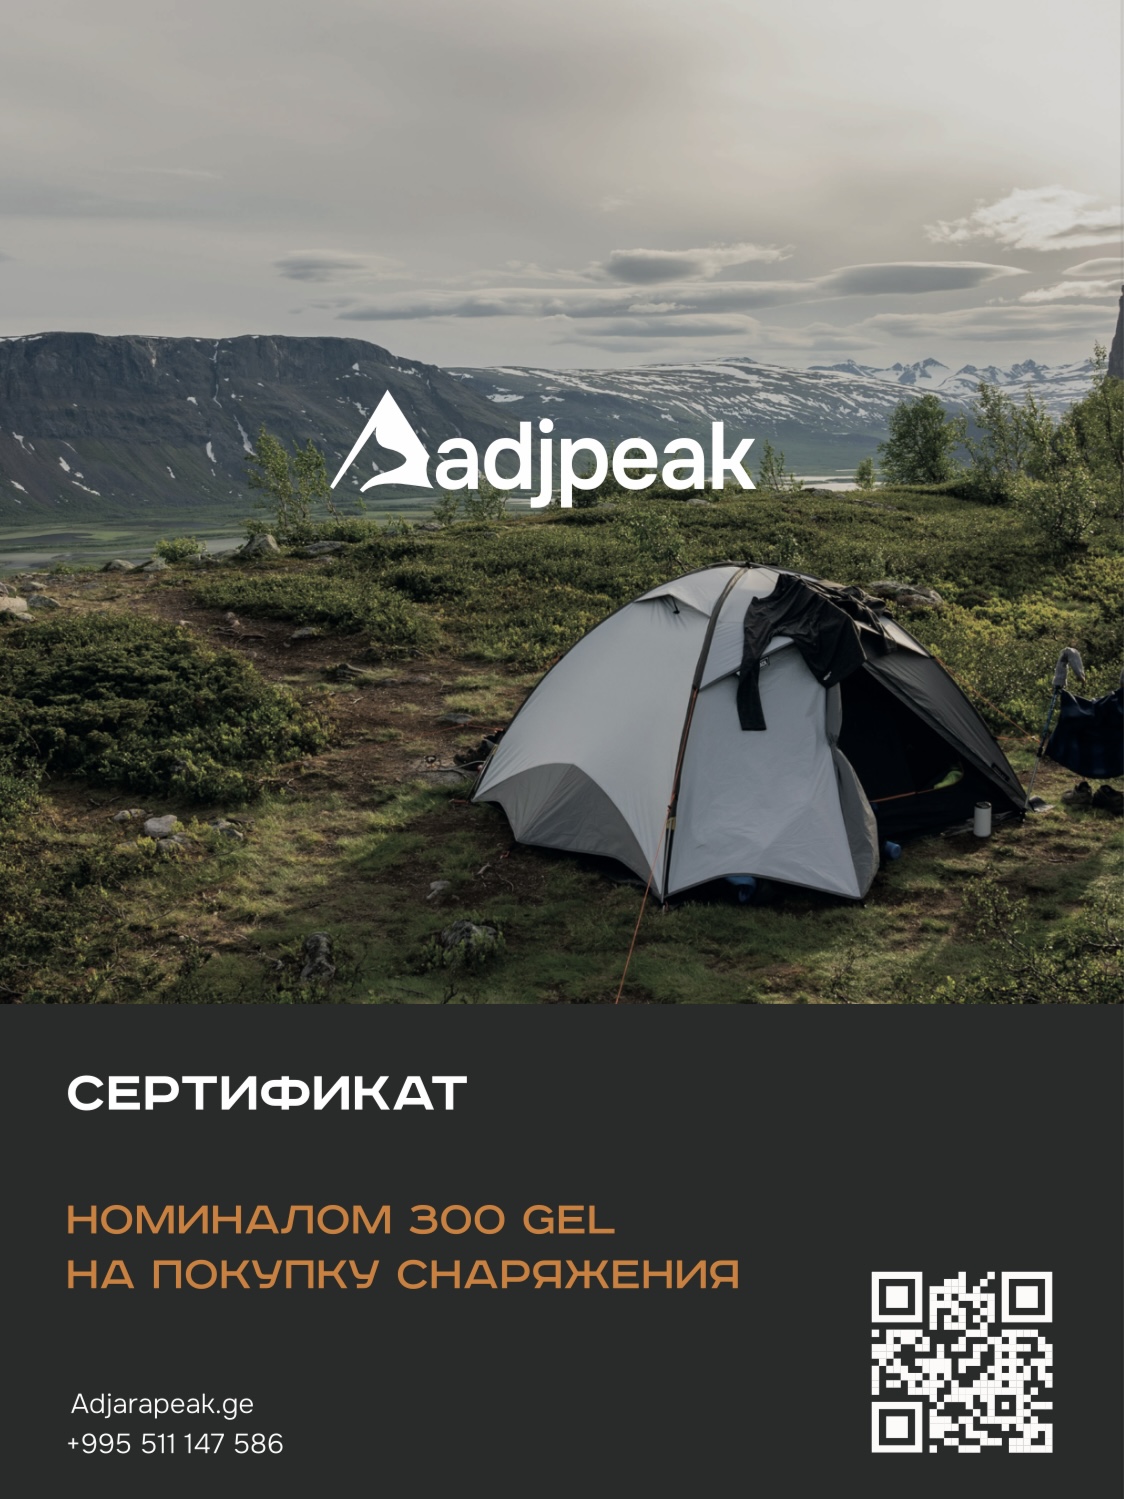 adjpeak
СЕРТИФИКАТ
НОМИНАЛОМ 300 GEL
НА ПОКУПКУ СНАРЯЖЕНИЯ
Adjarapeak.ge
+995 511 147 586